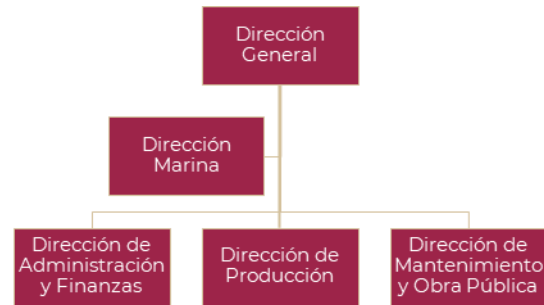 Dirección
General
Dirección
Marina
Dirección de
Administración
y Finanzas
Dirección de
Producción
Dirección de
Mantenimiento
y Obra Pública